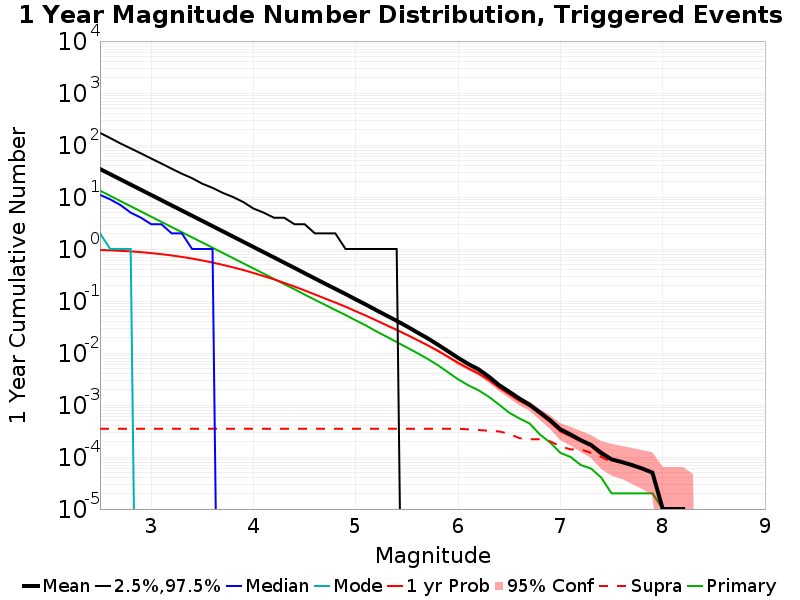 1 Year Magnitude Number Distribution, Triggered Events
10^4
10^3
10^2
10^1
10^0
10^-1
10^-2
10^-3
10^-4
10^-5
1 Year Cumulative Number
3 4 5 6 7 8 9
Magnitude
Mean 2.5%,97.5% Median Mode 1 yr Prob 95% Conf Supra Primary